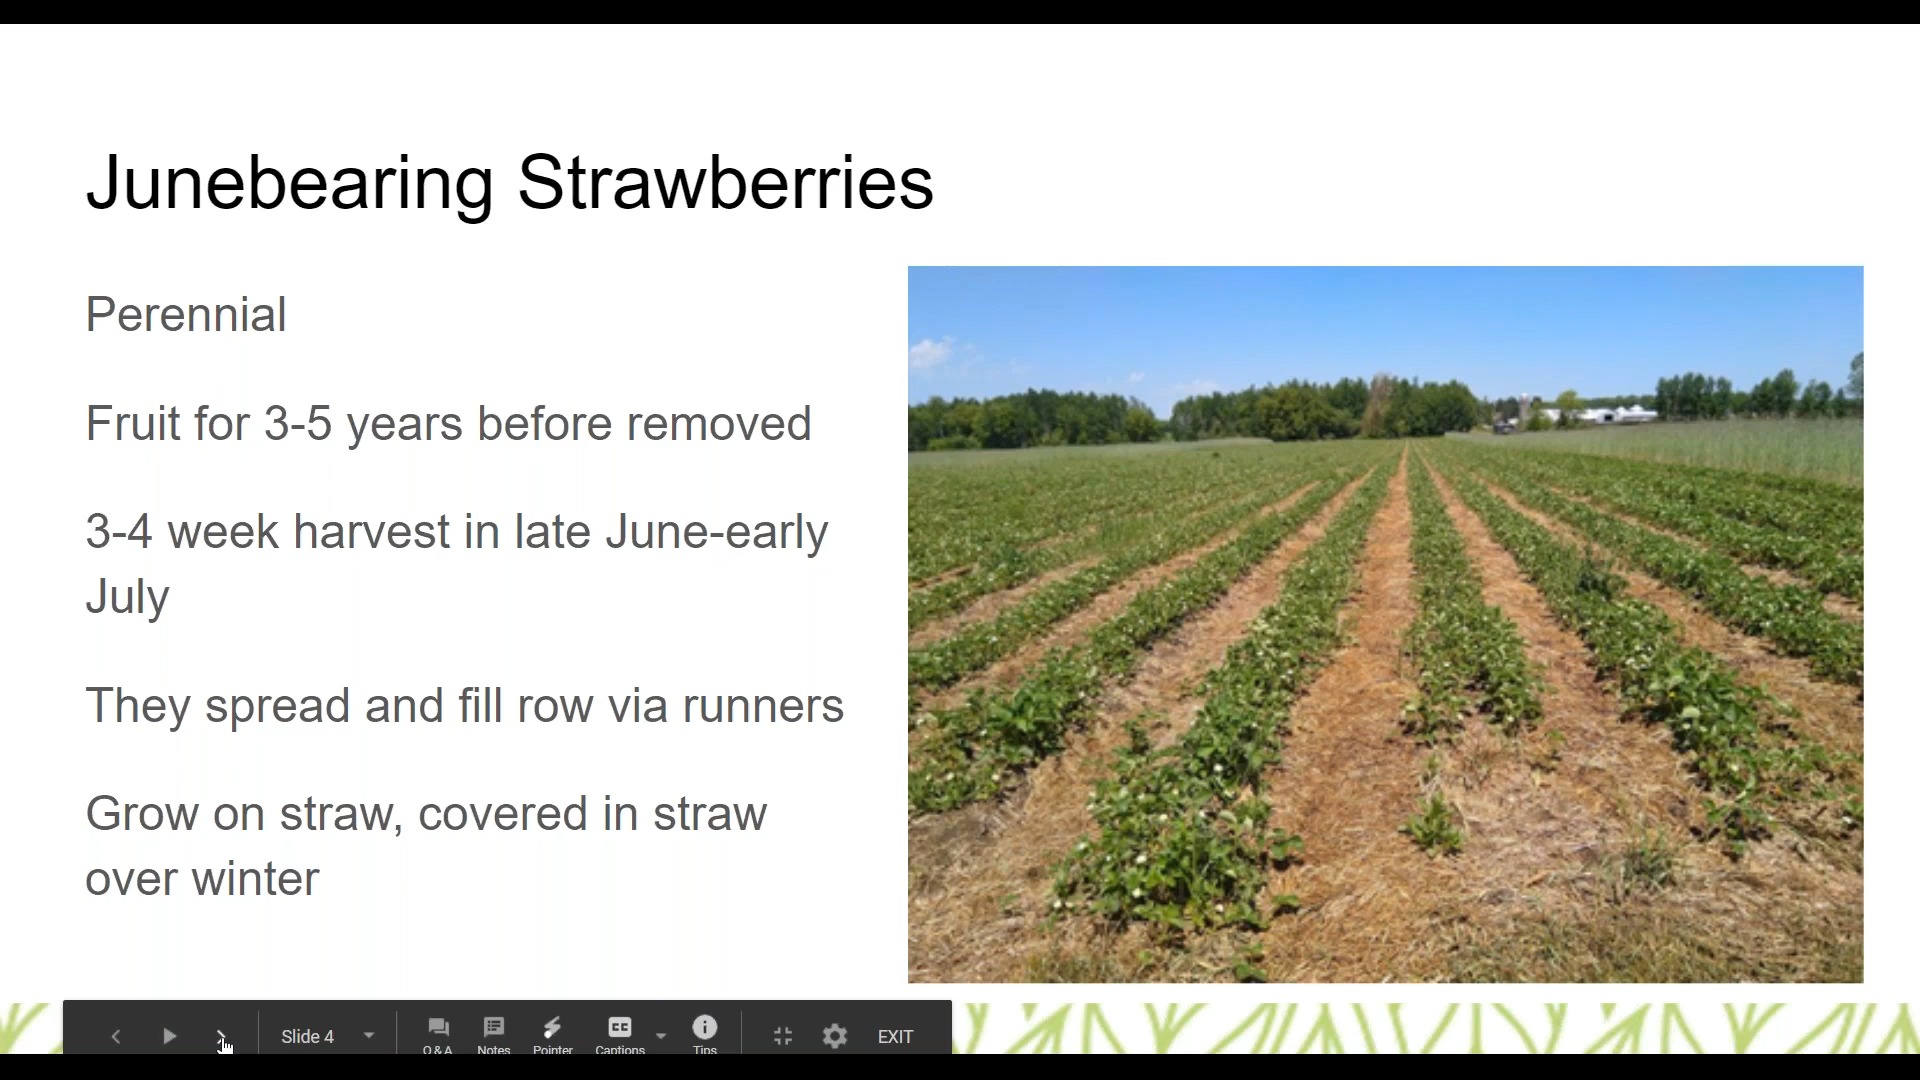 Junebearing Strawberries
Perennial
Fruit for 3-5 years before removed
3-4 week harvest in late June-early
July
They spread and fill row via runners
Grow on straw, covered in straw
over winter
Slide 4
Q&A
Notes
Pointer
CC
Captions
Tips
EXIT